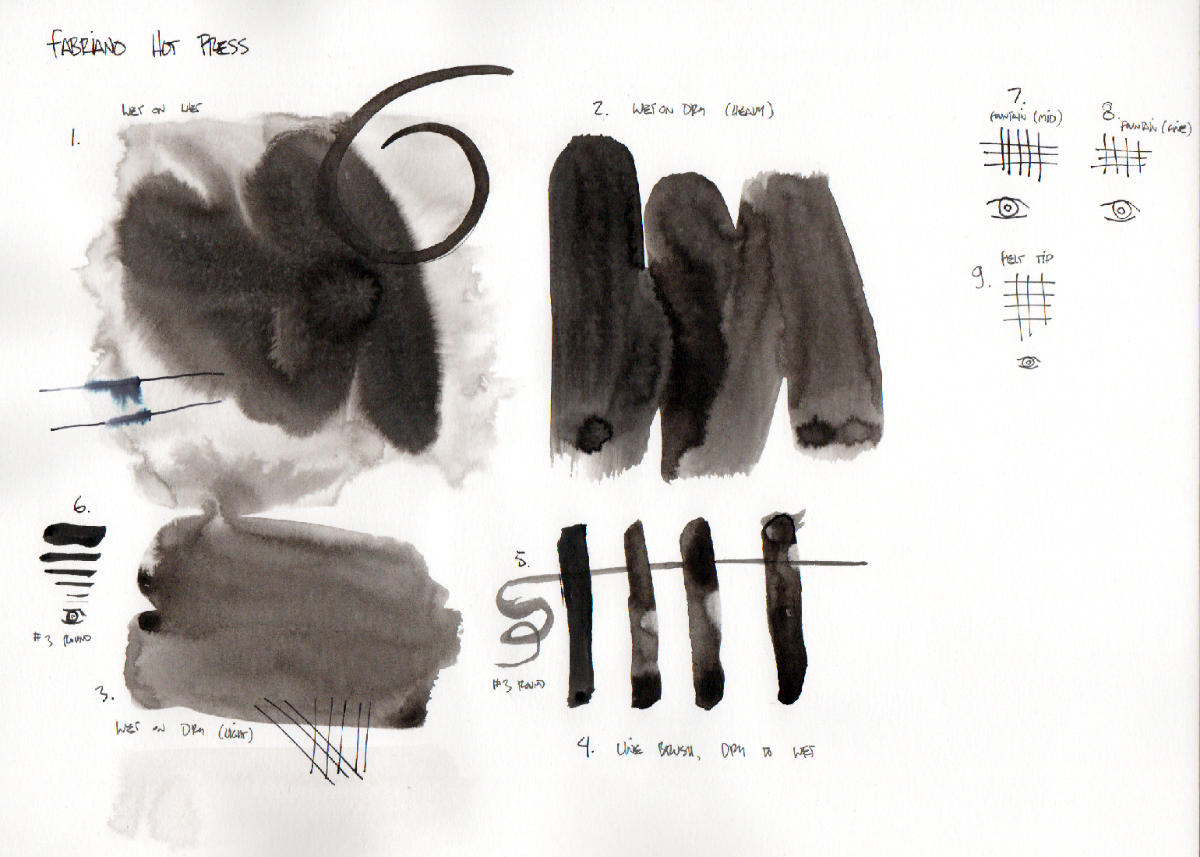 FABRIANO HOT PRESS
WET ON WET
1.
2. WET ON DRY (HEAVY)
7.
FOUNTAIN (MID)
8.
FOUNTAIN (FINE)
9.
FELT TIP
6.
#3 ROUND
5.
#3 ROUND
3.
WET ON DRY (LIGHT)
4. LINE BRUSH, DRY TO WET